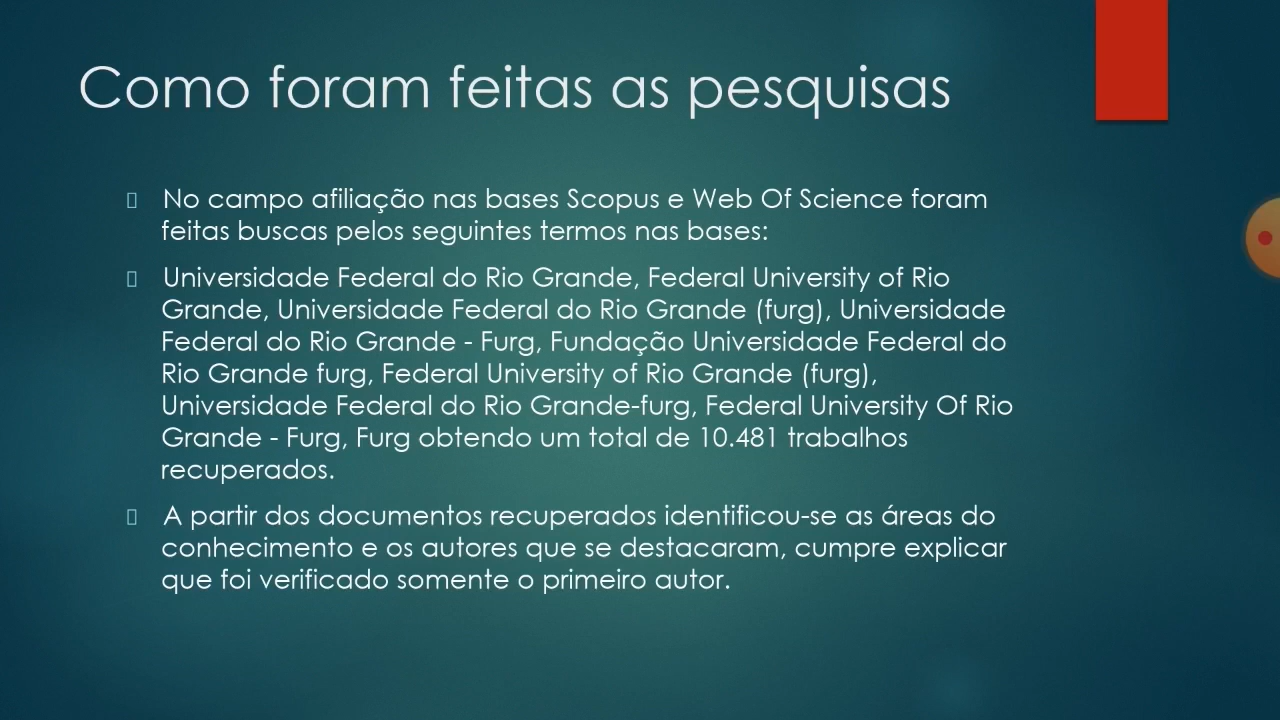 Como foram feitas as pesquisas
No campo afiliação nas bases Scopus e Web Of Science foram
feitas buscas pelos seguintes termos nas bases:
Universidade Federal do Rio Grande, Federal University of Rio
Grande, Universidade Federal do Rio Grande (furg), Universidade
Federal do Rio Grande - Furg, Fundação Universidade Federal do
Rio Grande furg, Federal University of Rio Grande (furg),
Universidade Federal do Rio Grande-furg, Federal University Of Rio
Grande - Furg, Furg obtendo um total de 10.481 trabalhos
recuperados.
A partir dos documentos recuperados identificou-se as áreas do
conhecimento e os autores que se destacaram, cumpre explicar
que foi verificado somente o primeiro autor.